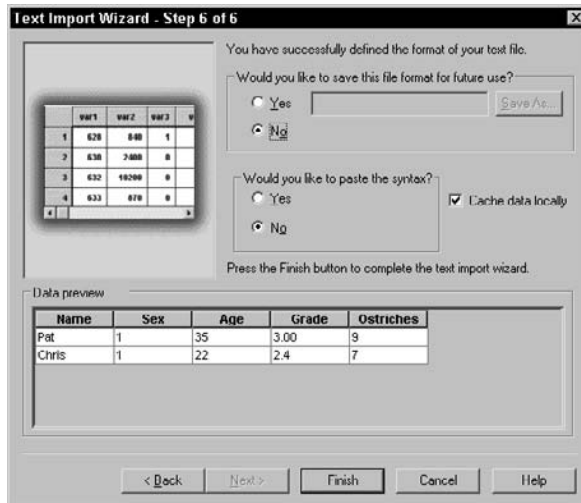 Text Import Wizard - Step 6 of 6
You have successfully defined the format of your text file.
Would you like to save this file format for future use?
Yes
Save As...
No
var1 var2 var3 v
1 628 840 1
2 630 2400 0
3 632 10200 0
4 633 870 0
Would you like to paste the syntax?
Yes
No
Cache data locally
Press the Finish button to complete the text import wizard.
Data preview
Name Sex Age Grade Ostriches
Pat 1 35 3.00 9
Chris 1 22 2.4 7
< Back Next > Finish Cancel Help